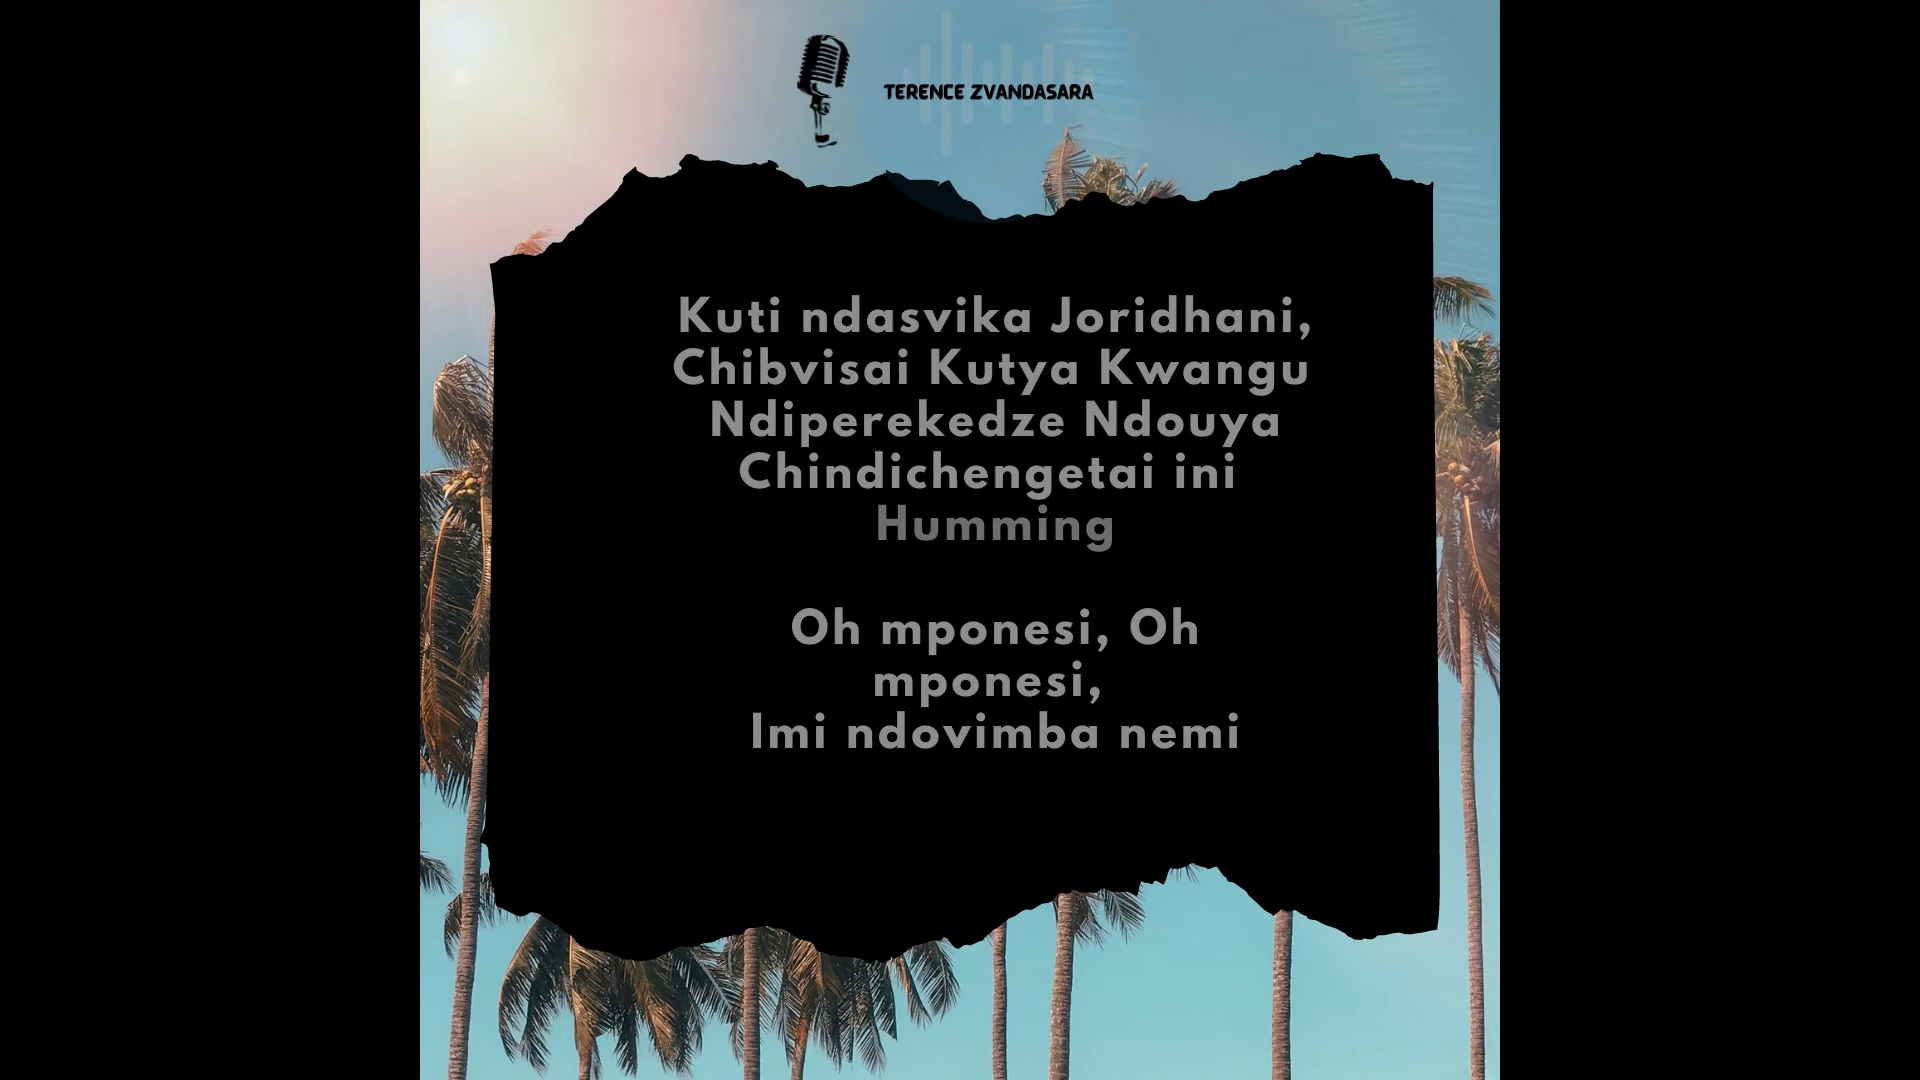 TERENCE ZVANDASARA
Kuti ndasvika Joridhani,
Chibvisai Kutya Kwangu
Ndiperekedze Ndouya
Chindichengetai ini
Humming
Oh mponesi, Oh
mponesi,
Imi ndovimba nemi